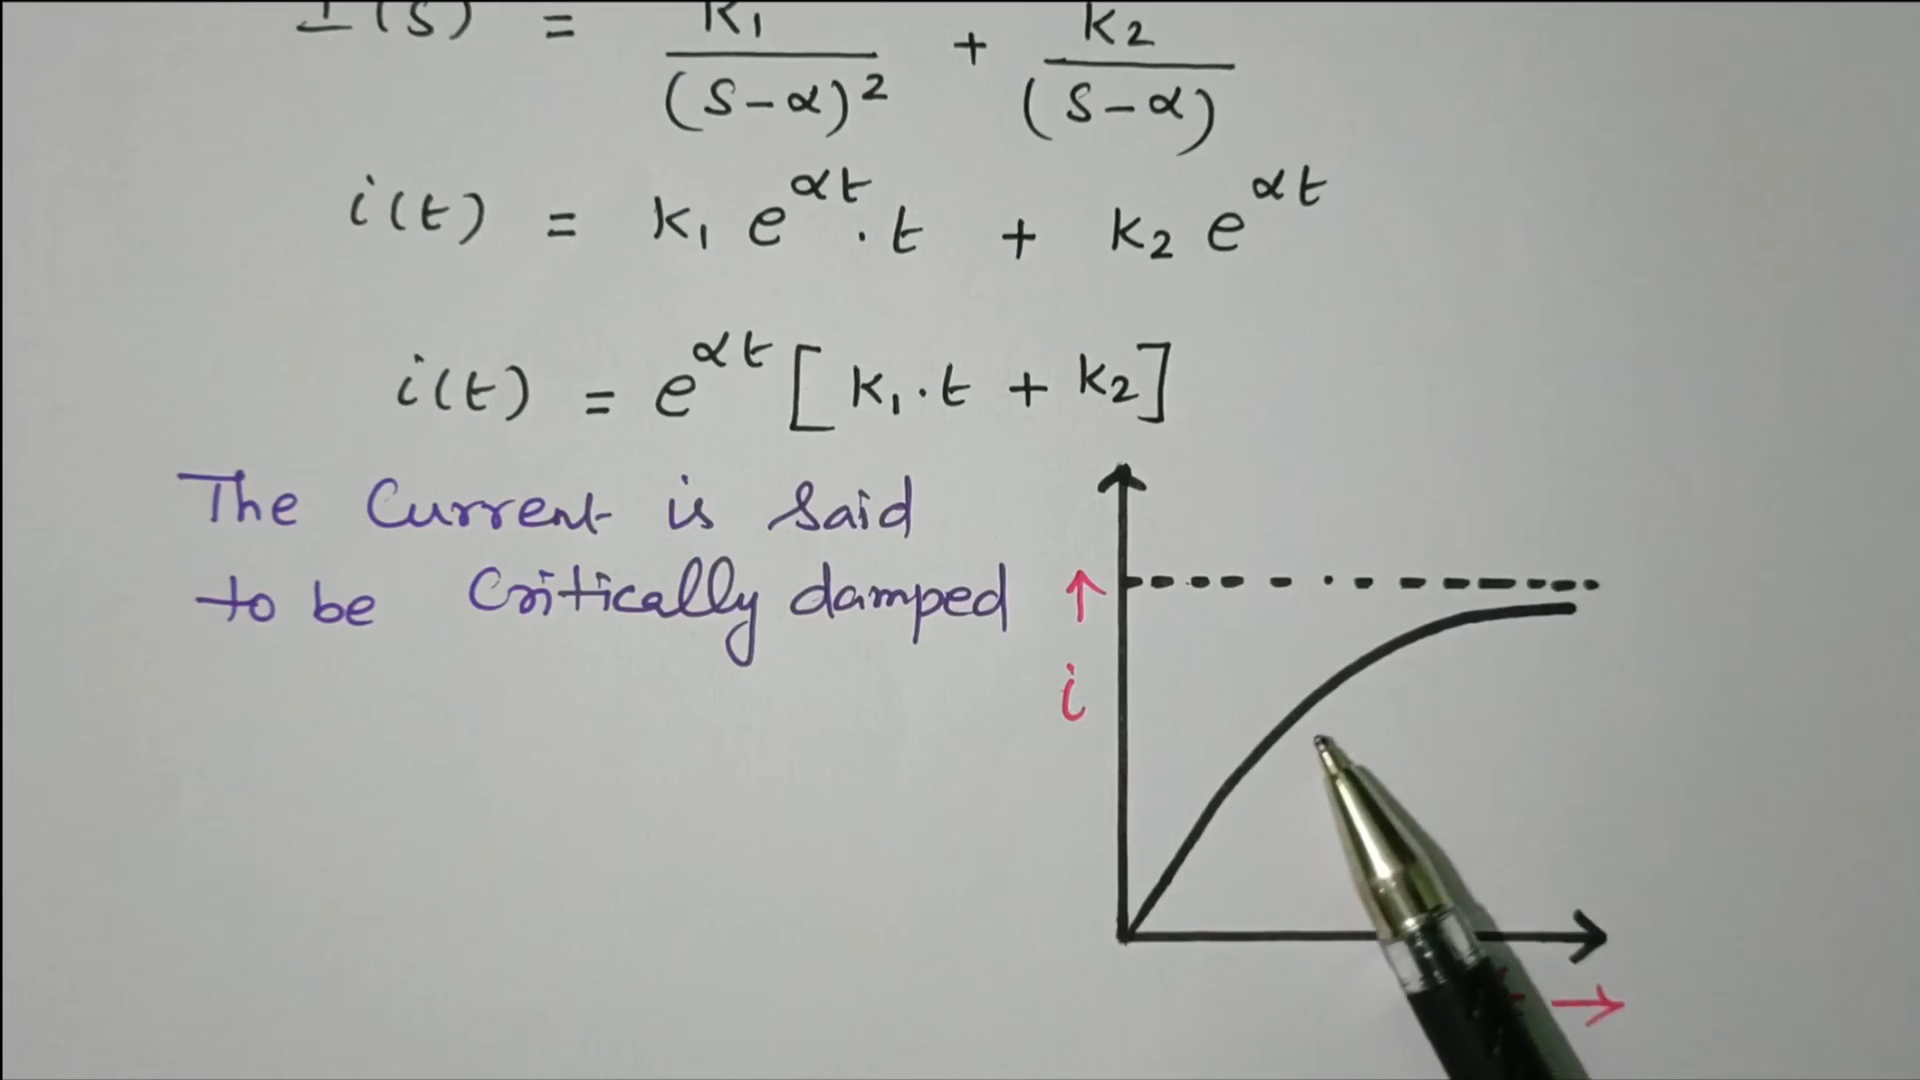 I(S) = K1/(S-α)² + K2/(S-α)
i(t) = K1 e^αt . t + K2 e^αt
i(t) = e^αt [K1.t + K2]
The Current is said
to be Critically damped
↑
i
→